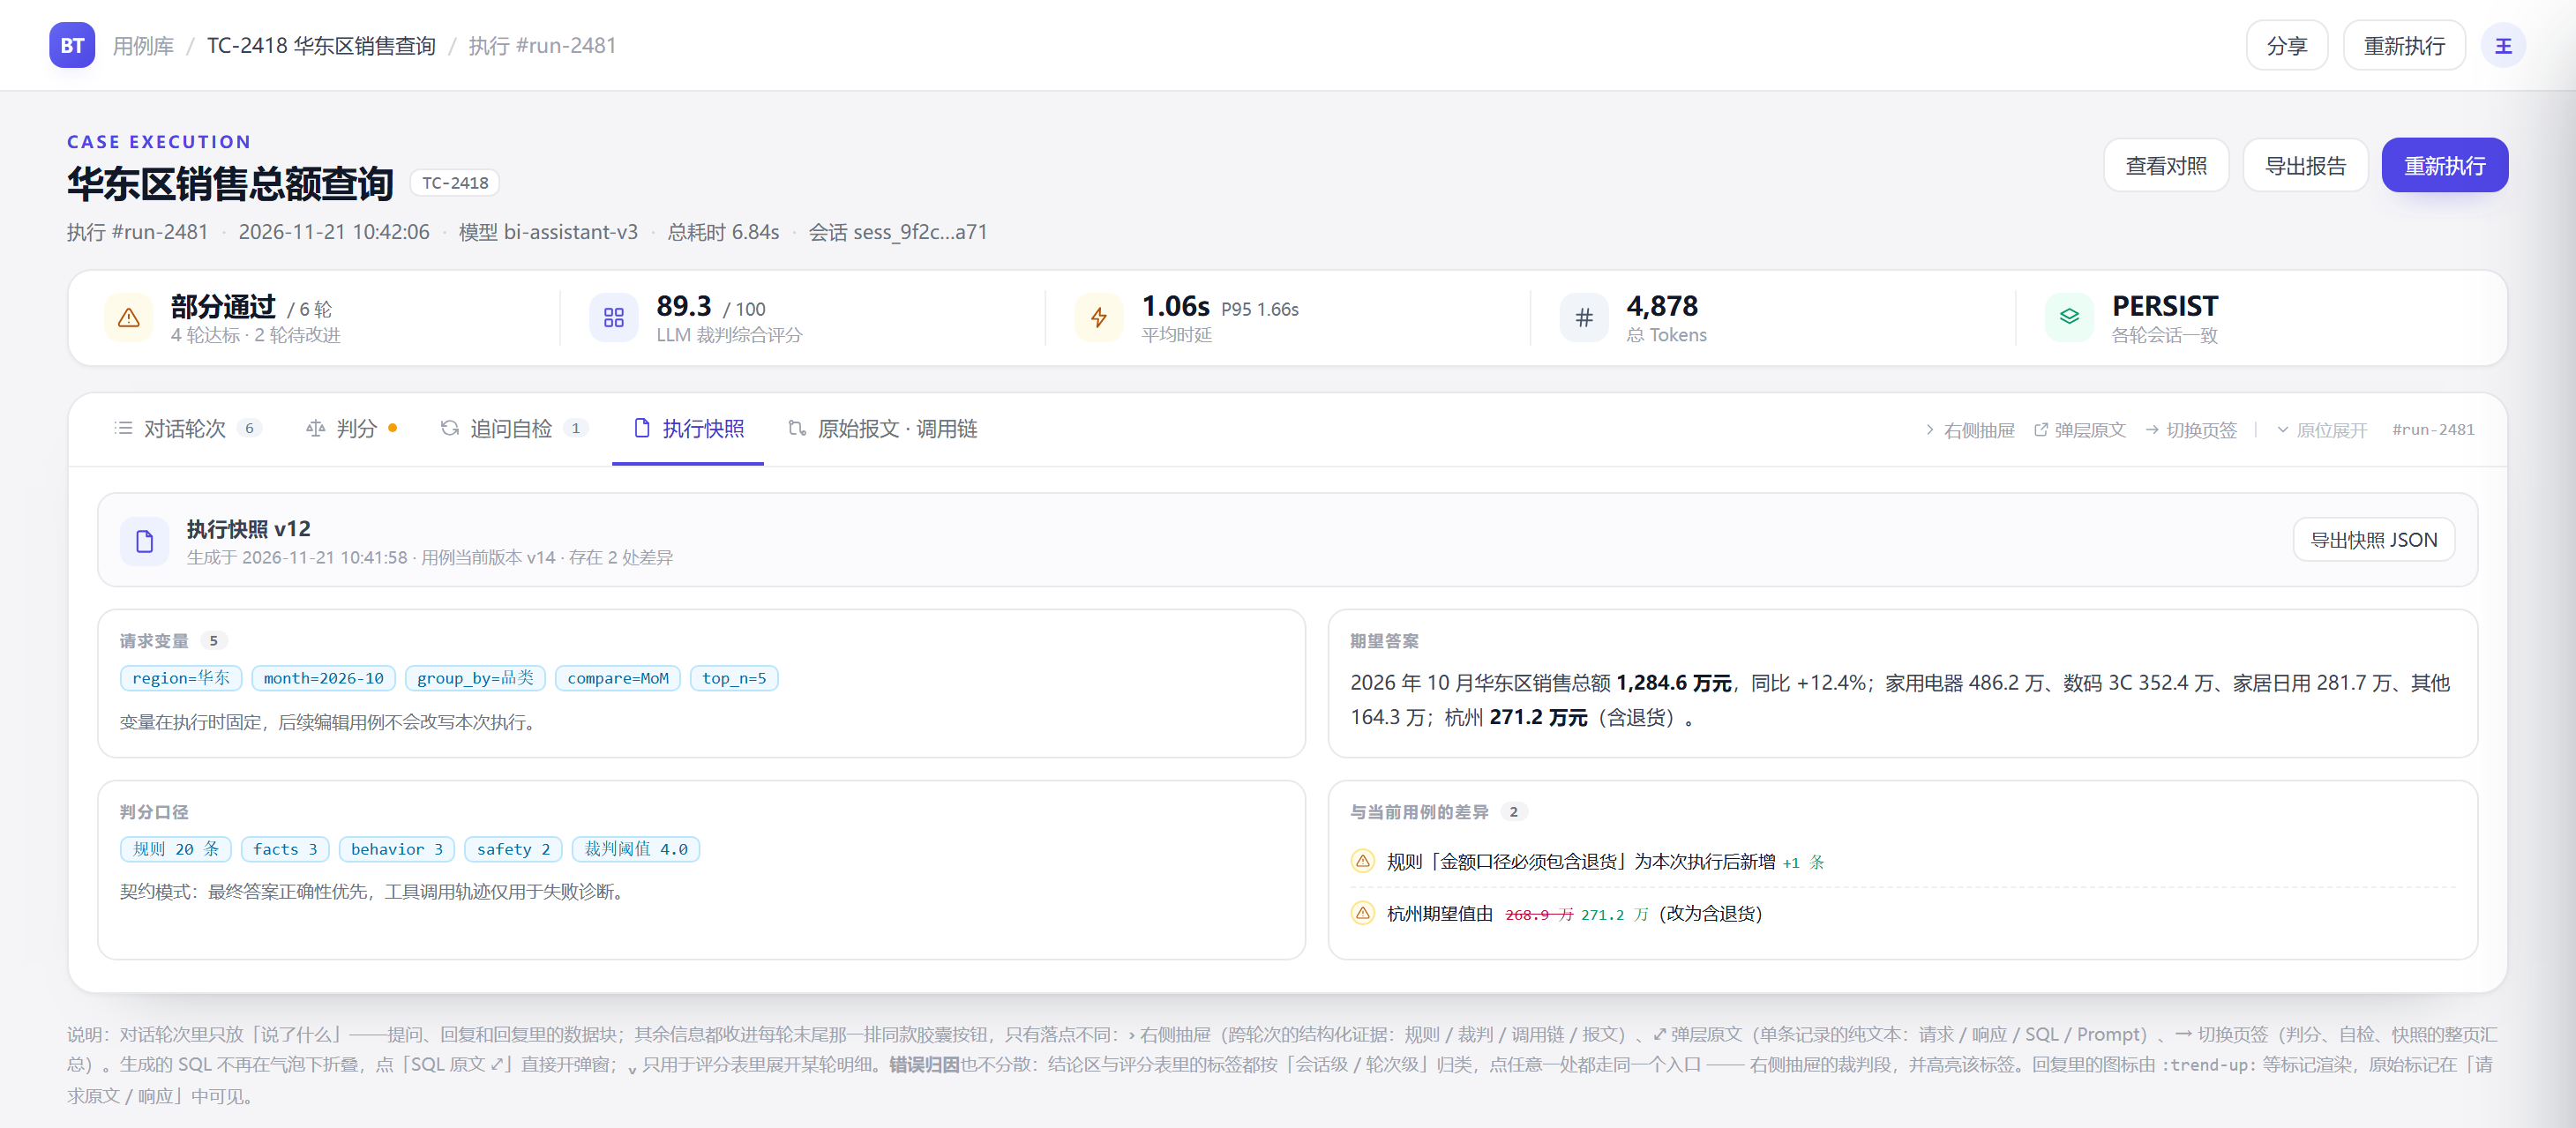 BT 用例库 / TC-2418 华东区销售查询 / 执行 #run-2481 分享 重新执行 王
CASE EXECUTION
华东区销售总额查询 TC-2418
查看对照 导出报告 重新执行
执行 #run-2481 · 2026-11-21 10:42:06 · 模型 bi-assistant-v3 · 总耗时 6.84s · 会话 sess_9f2c…a71
部分通过 / 6 轮
4 轮达标 · 2 轮待改进
89.3 / 100
LLM 裁判综合评分
1.06s P95 1.66s
平均时延
4,878
总 Tokens
PERSIST
各轮会话一致
对话轮次 6 判分 追问自检 1 执行快照 原始报文 · 调用链 › 右侧抽屉 弹层原文 → 切换页签 | 原位展开 #run-2481
执行快照 v12
生成于 2026-11-21 10:41:58 · 用例当前版本 v14 · 存在 2 处差异
导出快照 JSON
请求变量 5
region=华东 month=2026-10 group_by=品类 compare=MoM top_n=5
变量在执行时固定，后续编辑用例不会改写本次执行。
期望答案
2026 年 10 月华东区销售总额 1,284.6 万元，同比 +12.4%；家用电器 486.2 万、数码 3C 352.4 万、家居日用 281.7 万、其他
164.3 万；杭州 271.2 万元（含退货）。
判分口径
规则 20 条 facts 3 behavior 3 safety 2 裁判阈值 4.0
契约模式：最终答案正确性优先，工具调用轨迹仅用于失败诊断。
与当前用例的差异 2
规则「金额口径必须包含退货」为本次执行后新增 +1 条
杭州期望值由 268.9 万 271.2 万（改为含退货）
说明：对话轮次里只放「说了什么」——提问、回复和回复里的数据块；其余信息都收进每轮末尾那一排同款胶囊按钮，只有落点不同：› 右侧抽屉（跨轮次的结构化证据：规则 / 裁判 / 调用链 / 报文）、⤢ 弹层原文（单条记录的纯文本：请求 / 响应 / SQL / Prompt）、→ 切换页签（判分、自检、快照的整页汇
总）。生成的 SQL 不再在气泡下折叠，点「SQL 原文 ⤢」直接开弹窗；⌄ 只用于评分表里展开某轮明细。错误归因也不分散：结论区与评分表里的标签都按「会话级 / 轮次级」归类，点任意一处都走同一个入口 —— 右侧抽屉的裁判段，并高亮该标签。回复里的图标由 :trend-up: 等标记渲染，原始标记在「请
求原文 / 响应」中可见。